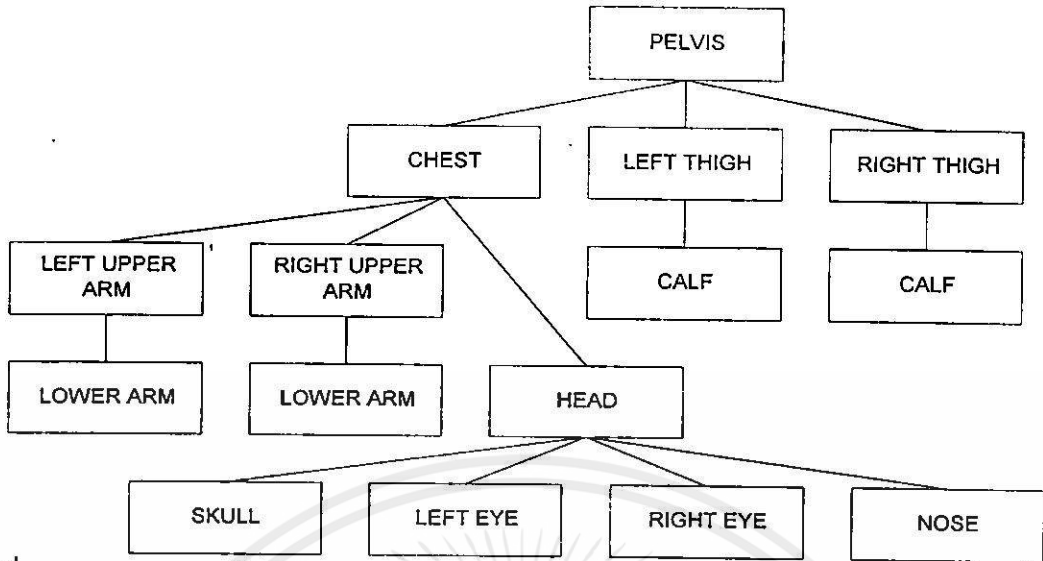 PELVIS
CHEST
LEFT THIGH
RIGHT THIGH
LEFT UPPER
ARM
RIGHT UPPER
ARM
CALF
CALF
LOWER ARM
LOWER ARM
HEAD
SKULL
LEFT EYE
RIGHT EYE
NOSE